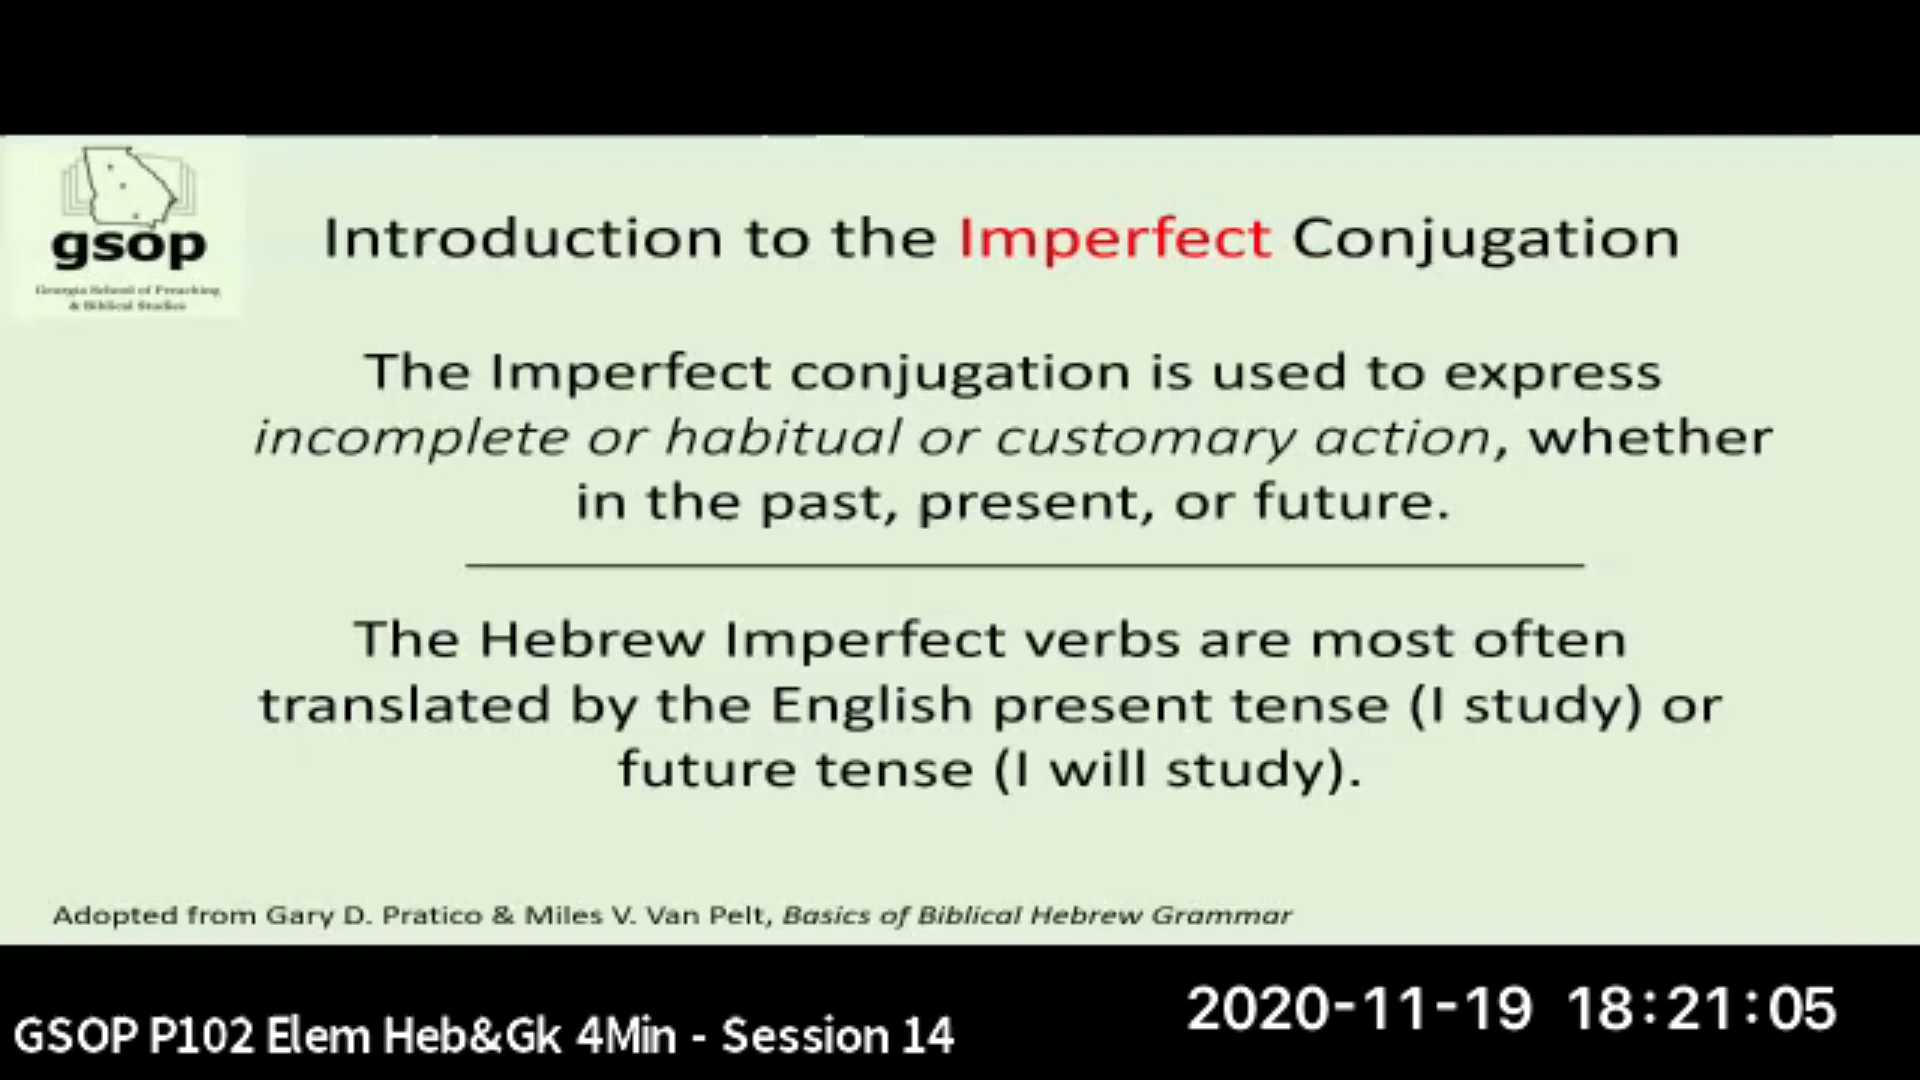 gsop
Georgia School of Preaching
& Biblical Studies
Introduction to the Imperfect Conjugation
The Imperfect conjugation is used to express
incomplete or habitual or customary action, whether
in the past, present, or future.
The Hebrew Imperfect verbs are most often
translated by the English present tense (I study) or
future tense (I will study).
Adopted from Gary D. Pratico & Miles V. Van Pelt, Basics of Biblical Hebrew Grammar
GSOP P102 Elem Heb&Gk 4Min - Session 14
2020-11-19 18:21:05